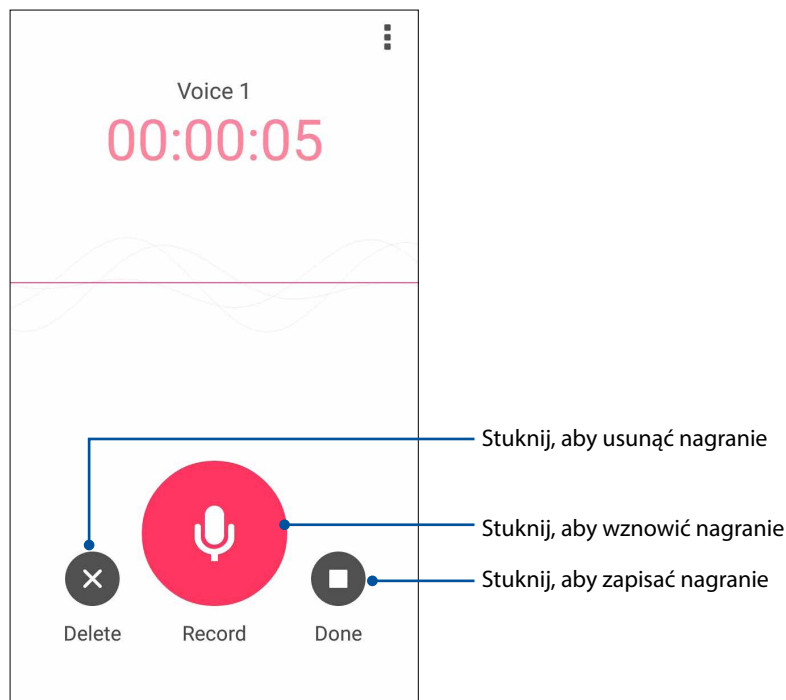 Voice 1
00:00:05
Stuknij, aby usunąć nagranie
Stuknij, aby wznowić nagranie
Stuknij, aby zapisać nagranie
Delete Record Done